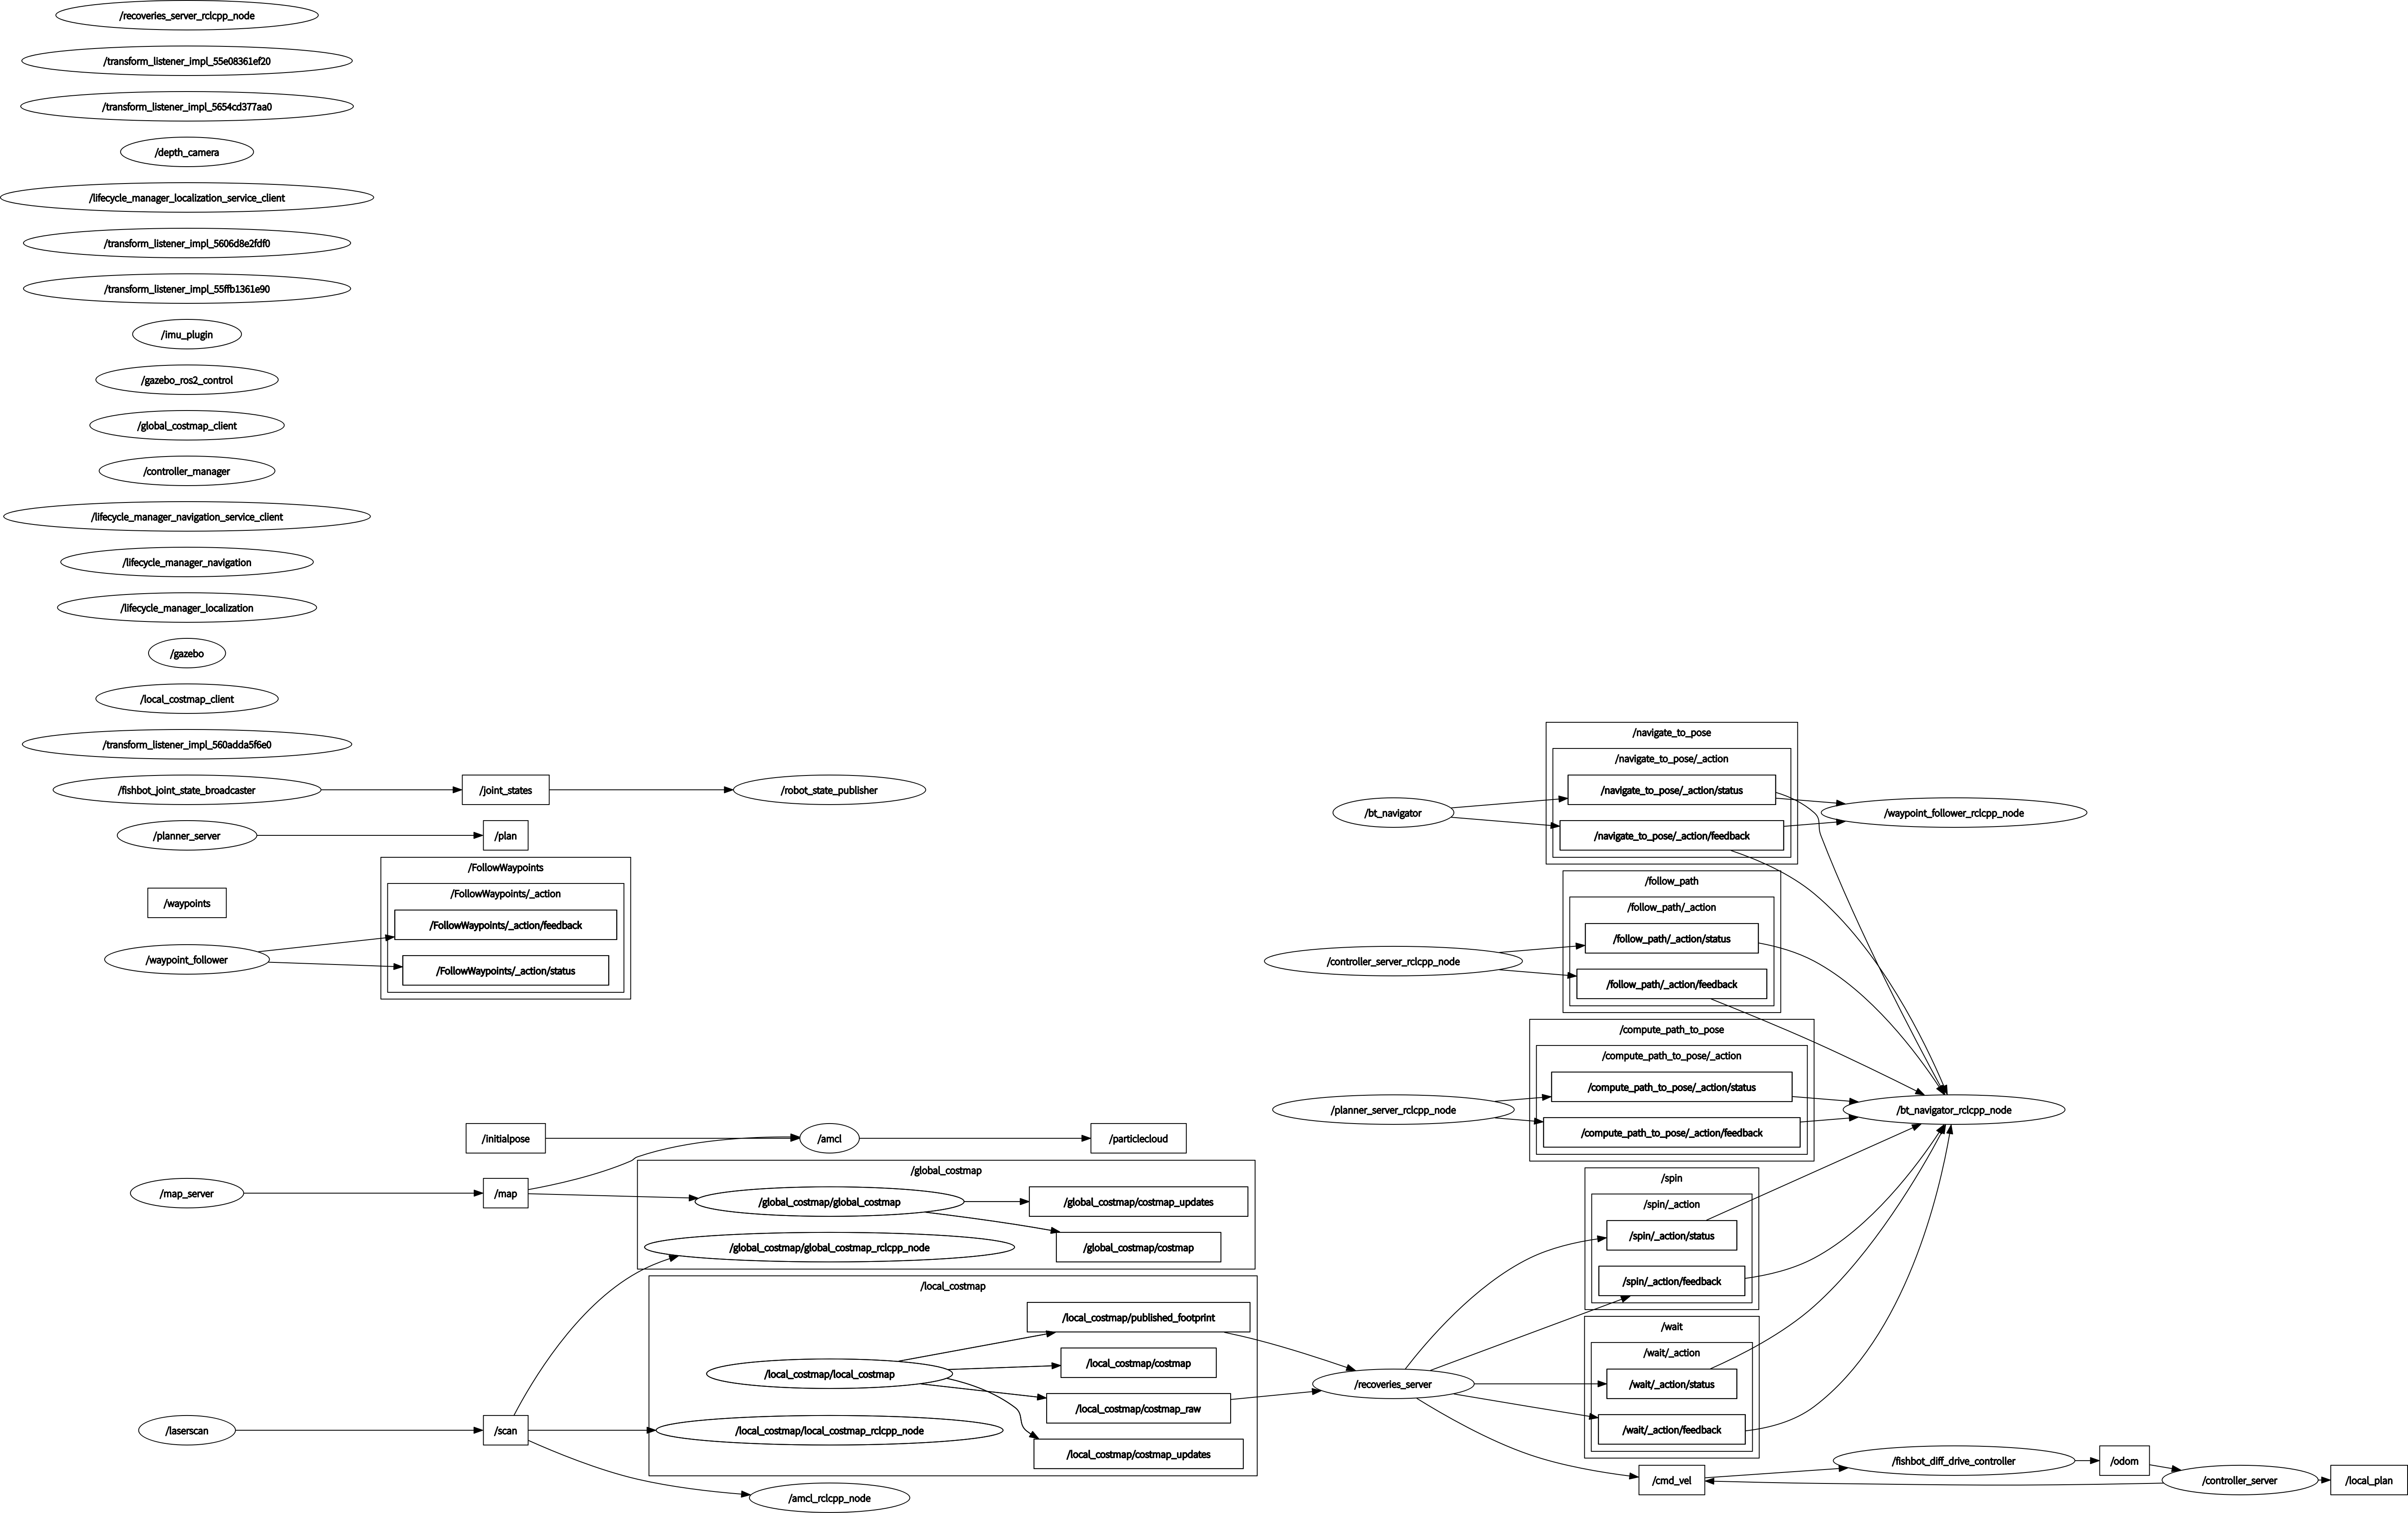 /recoveries_server_rclcpp_node
/transform_listener_impl_55e08361ef20
/transform_listener_impl_5654cd377aa0
/depth_camera
/lifecycle_manager_localization_service_client
/transform_listener_impl_5606d8e2fdf0
/transform_listener_impl_55ffb1361e90
/imu_plugin
/gazebo_ros2_control
/global_costmap_client
/controller_manager
/lifecycle_manager_navigation_service_client
/lifecycle_manager_navigation
/lifecycle_manager_localization
/gazebo
/local_costmap_client
/transform_listener_impl_560adda5f6e0
/fishbot_joint_state_broadcaster
/joint_states
/robot_state_publisher
/planner_server
/plan
/waypoints
/waypoint_follower
/FollowWaypoints
/FollowWaypoints/_action
/FollowWaypoints/_action/feedback
/FollowWaypoints/_action/status
/initialpose
/amcl
/particlecloud
/map_server
/map
/global_costmap
/global_costmap/global_costmap
/global_costmap/costmap_updates
/global_costmap/global_costmap_rclcpp_node
/global_costmap/costmap
/local_costmap
/local_costmap/published_footprint
/local_costmap/local_costmap
/local_costmap/costmap
/local_costmap/costmap_raw
/laserscan
/scan
/local_costmap/local_costmap_rclcpp_node
/local_costmap/costmap_updates
/amcl_rclcpp_node
/navigate_to_pose
/navigate_to_pose/_action
/navigate_to_pose/_action/status
/bt_navigator
/navigate_to_pose/_action/feedback
/waypoint_follower_rclcpp_node
/follow_path
/follow_path/_action
/follow_path/_action/status
/controller_server_rclcpp_node
/follow_path/_action/feedback
/compute_path_to_pose
/compute_path_to_pose/_action
/compute_path_to_pose/_action/status
/planner_server_rclcpp_node
/compute_path_to_pose/_action/feedback
/bt_navigator_rclcpp_node
/spin
/spin/_action
/spin/_action/status
/spin/_action/feedback
/wait
/wait/_action
/recoveries_server
/wait/_action/status
/wait/_action/feedback
/cmd_vel
/fishbot_diff_drive_controller
/odom
/controller_server
/local_plan